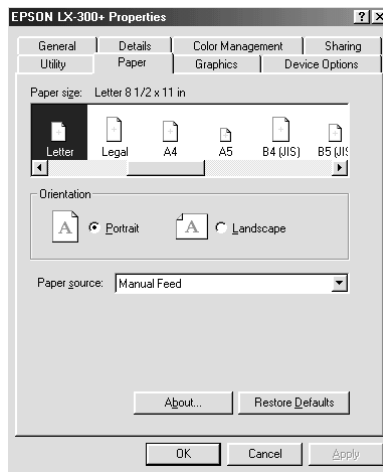 EPSON LX-300+ Properties
General Details Color Management Sharing
Utility Paper Graphics Device Options
Paper size: Letter 8 1/2 x 11 in
Letter Legal A4 A5 B4 (JIS) B5 (JIS
Orientation
A Portrait A Landscape
Paper source: Manual Feed
About... Restore Defaults
OK Cancel Apply